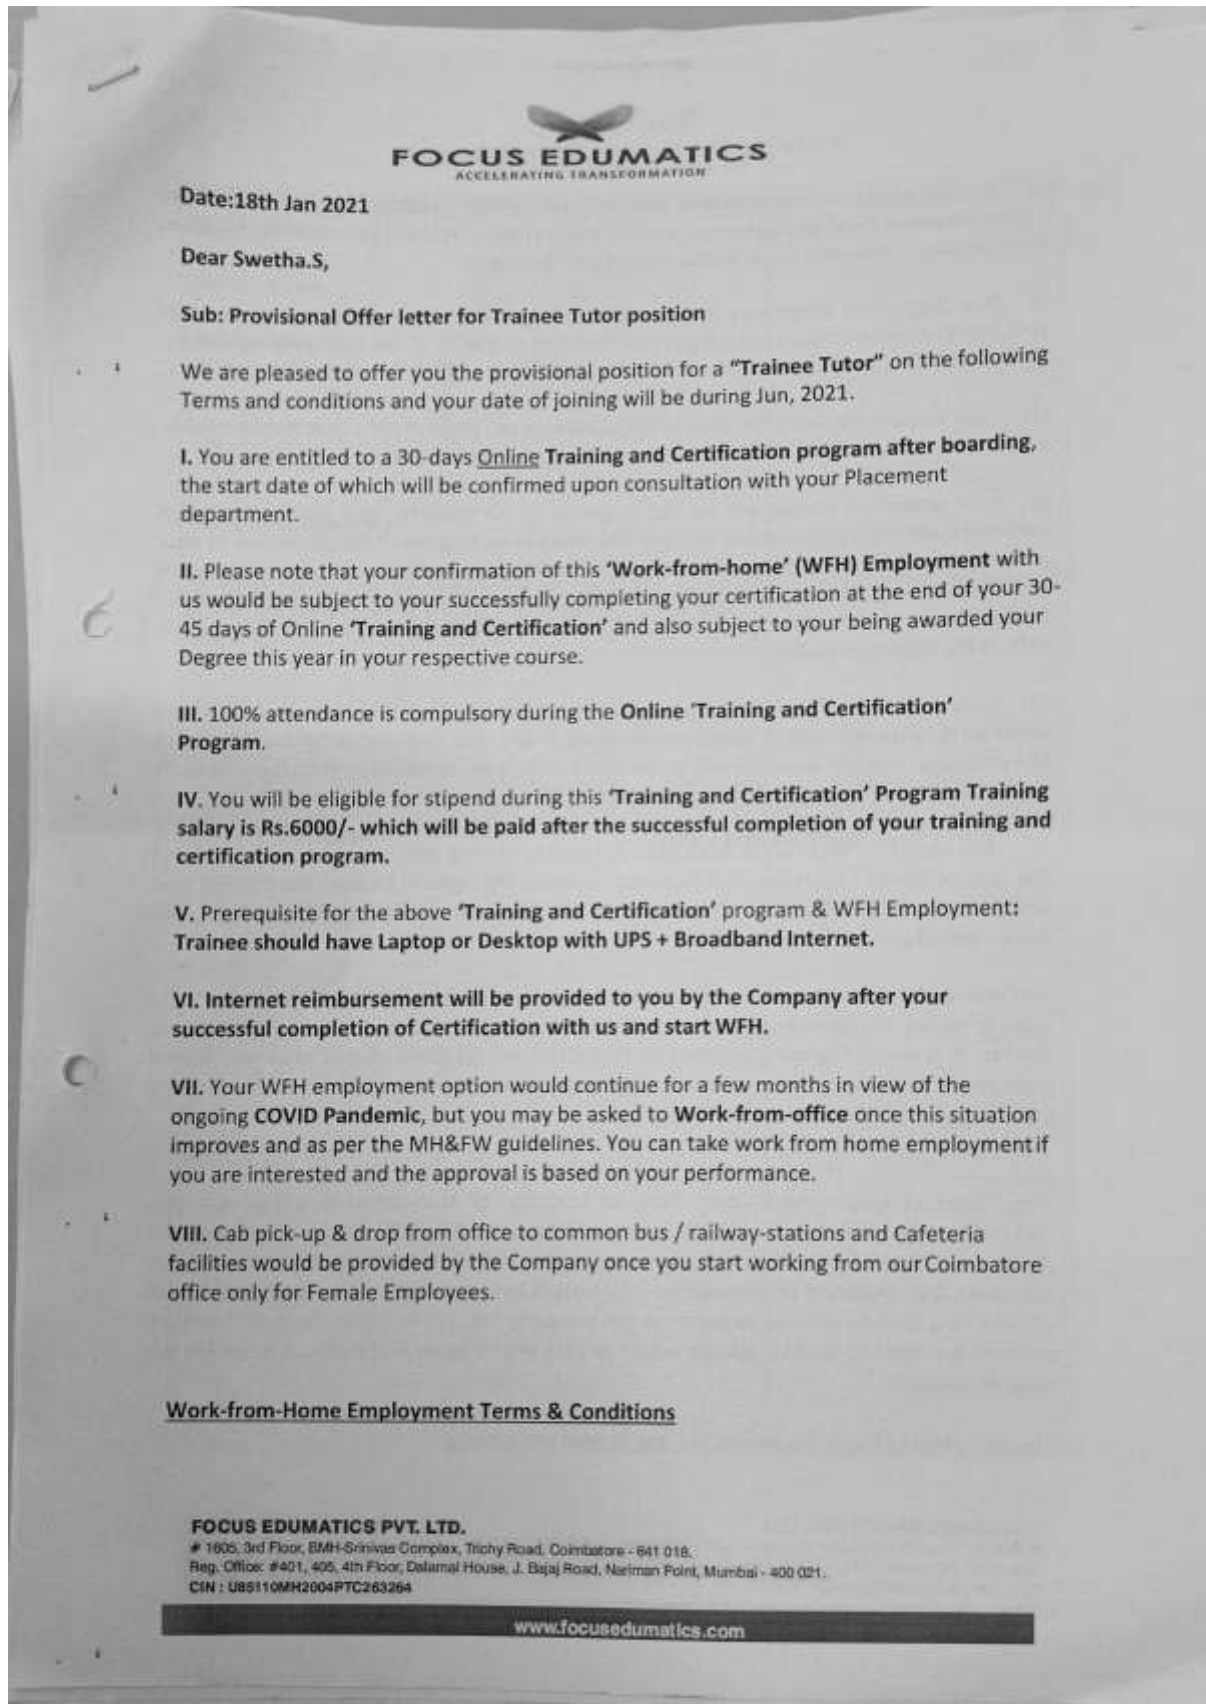 FOCUS EDUMATICS
ACCELERATING TRANSFORMATION
Date:18th Jan 2021
Dear Swetha.S,
Sub: Provisional Offer letter for Trainee Tutor position
We are pleased to offer you the provisional position for a "Trainee Tutor" on the following
Terms and conditions and your date of joining will be during Jun, 2021.
I. You are entitled to a 30-days Online Training and Certification program after boarding,
the start date of which will be confirmed upon consultation with your Placement
department.
II. Please note that your confirmation of this 'Work-from-home' (WFH) Employment with
us would be subject to your successfully completing your certification at the end of your 30-
45 days of Online 'Training and Certification' and also subject to your being awarded your
Degree this year in your respective course.
III. 100% attendance is compulsory during the Online 'Training and Certification'
Program.
IV. You will be eligible for stipend during this 'Training and Certification' Program Training
salary is Rs.6000/- which will be paid after the successful completion of your training and
certification program.
V. Prerequisite for the above 'Training and Certification' program & WFH Employment:
Trainee should have Laptop or Desktop with UPS + Broadband Internet.
VI. Internet reimbursement will be provided to you by the Company after your
successful completion of Certification with us and start WFH.
VII. Your WFH employment option would continue for a few months in view of the
ongoing COVID Pandemic, but you may be asked to Work-from-office once this situation
improves and as per the MH&FW guidelines. You can take work from home employment if
you are interested and the approval is based on your performance.
VIII. Cab pick-up & drop from office to common bus / railway-stations and Cafeteria
facilities would be provided by the Company once you start working from our Coimbatore
office only for Female Employees.
Work-from-Home Employment Terms & Conditions
FOCUS EDUMATICS PVT. LTD.
# 1605, 3rd Floor, BMH-Srinivas Complex, Trichy Road, Coimbatore - 641 018.
Reg. Office: #401, 405, 4th Floor, Dalamal House, J. Bajaj Road, Nariman Point, Mumbai - 400 021.
CIN : U85110MH2004PTC263264
www.focusedumatics.com